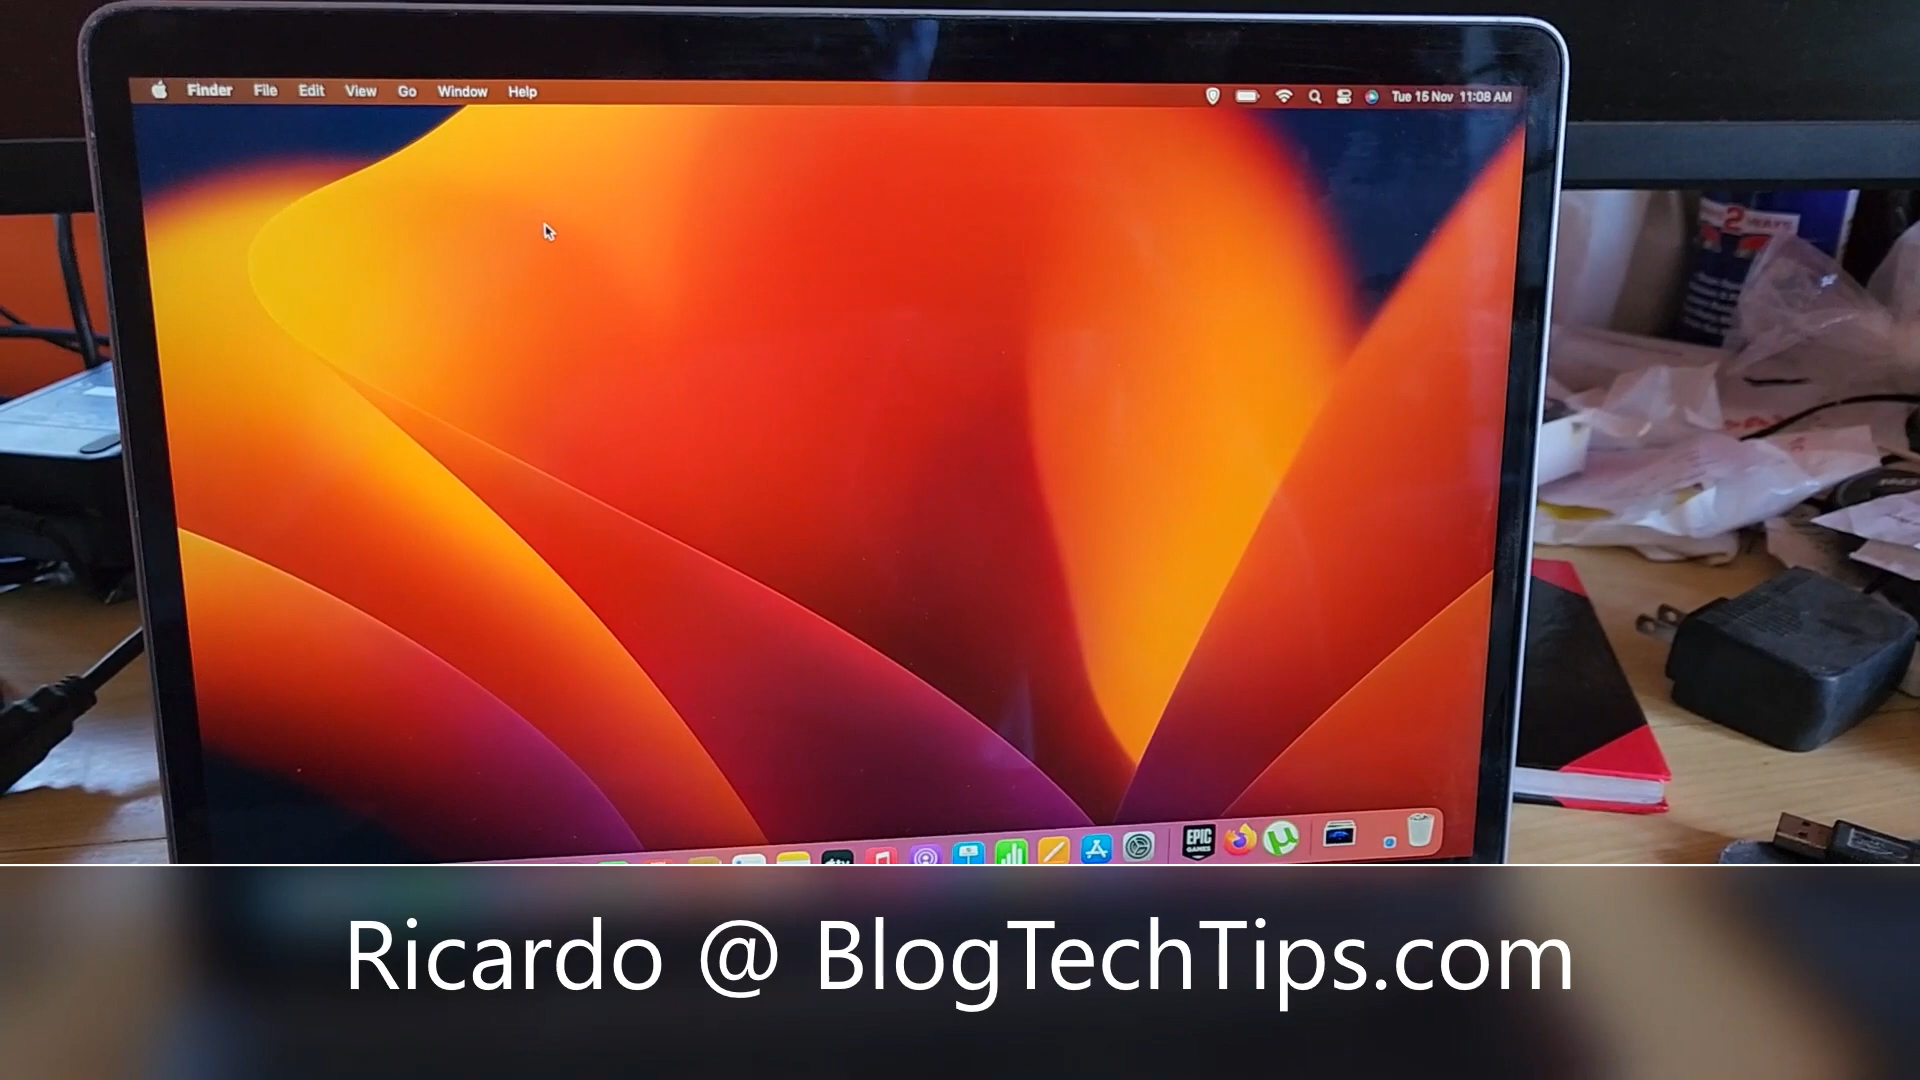 Finder File Edit View Go Window Help
Tue 15 Nov 11:08 AM
EPIC
GAMES
Ricardo @ BlogTechTips.com